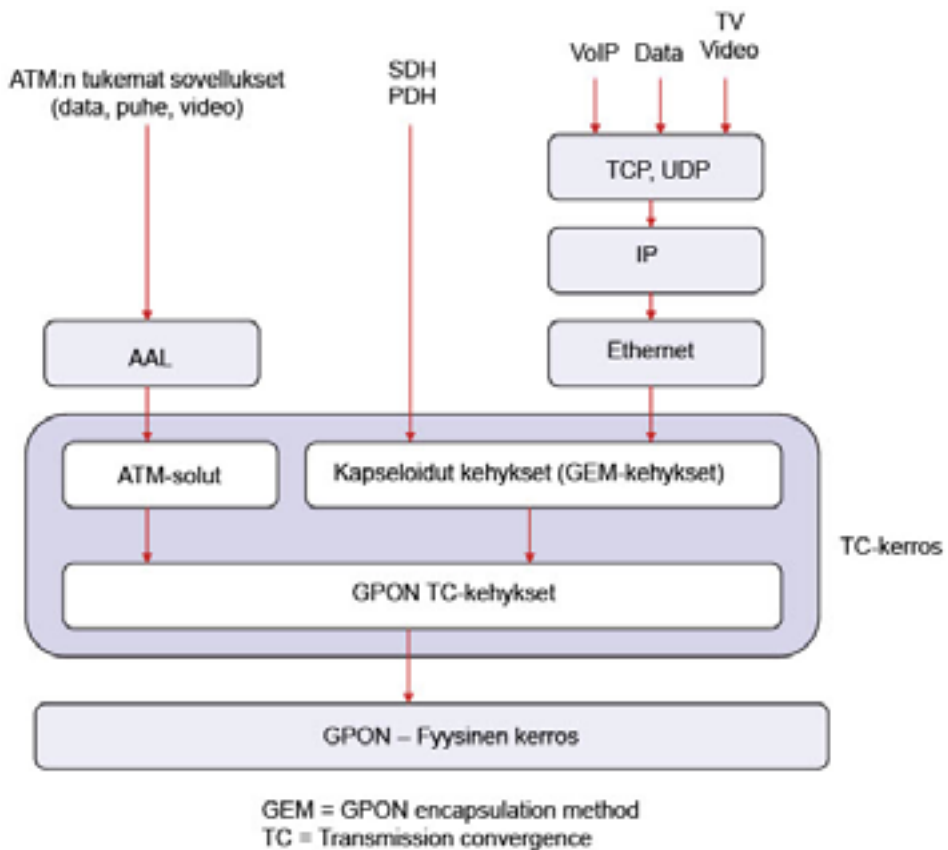 ATM:n tukemat sovellukset
(data, puhe, video)
SDH
PDH
VoIP
Data
TV
Video
TCP, UDP
IP
AAL
Ethernet
ATM-solut
Kapseloidut kehykset (GEM-kehykset)
TC-kerros
GPON TC-kehykset
GPON – Fyysinen kerros
GEM = GPON encapsulation method
TC = Transmission convergence